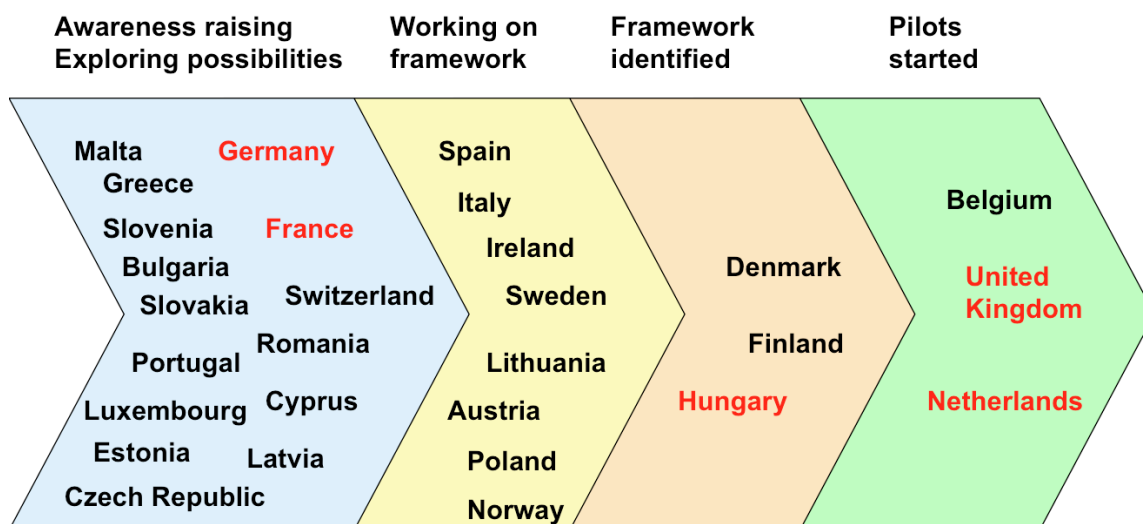 Awareness raising
Exploring possibilities
Working on
framework
Framework
identified
Pilots
started
Malta
Germany
Greece
Slovenia
France
Bulgaria
Slovakia
Switzerland
Romania
Portugal
Luxembourg
Cyprus
Estonia
Latvia
Czech Republic
Spain
Italy
Ireland
Sweden
Lithuania
Austria
Poland
Norway
Denmark
Finland
Hungary
Belgium
United
Kingdom
Netherlands